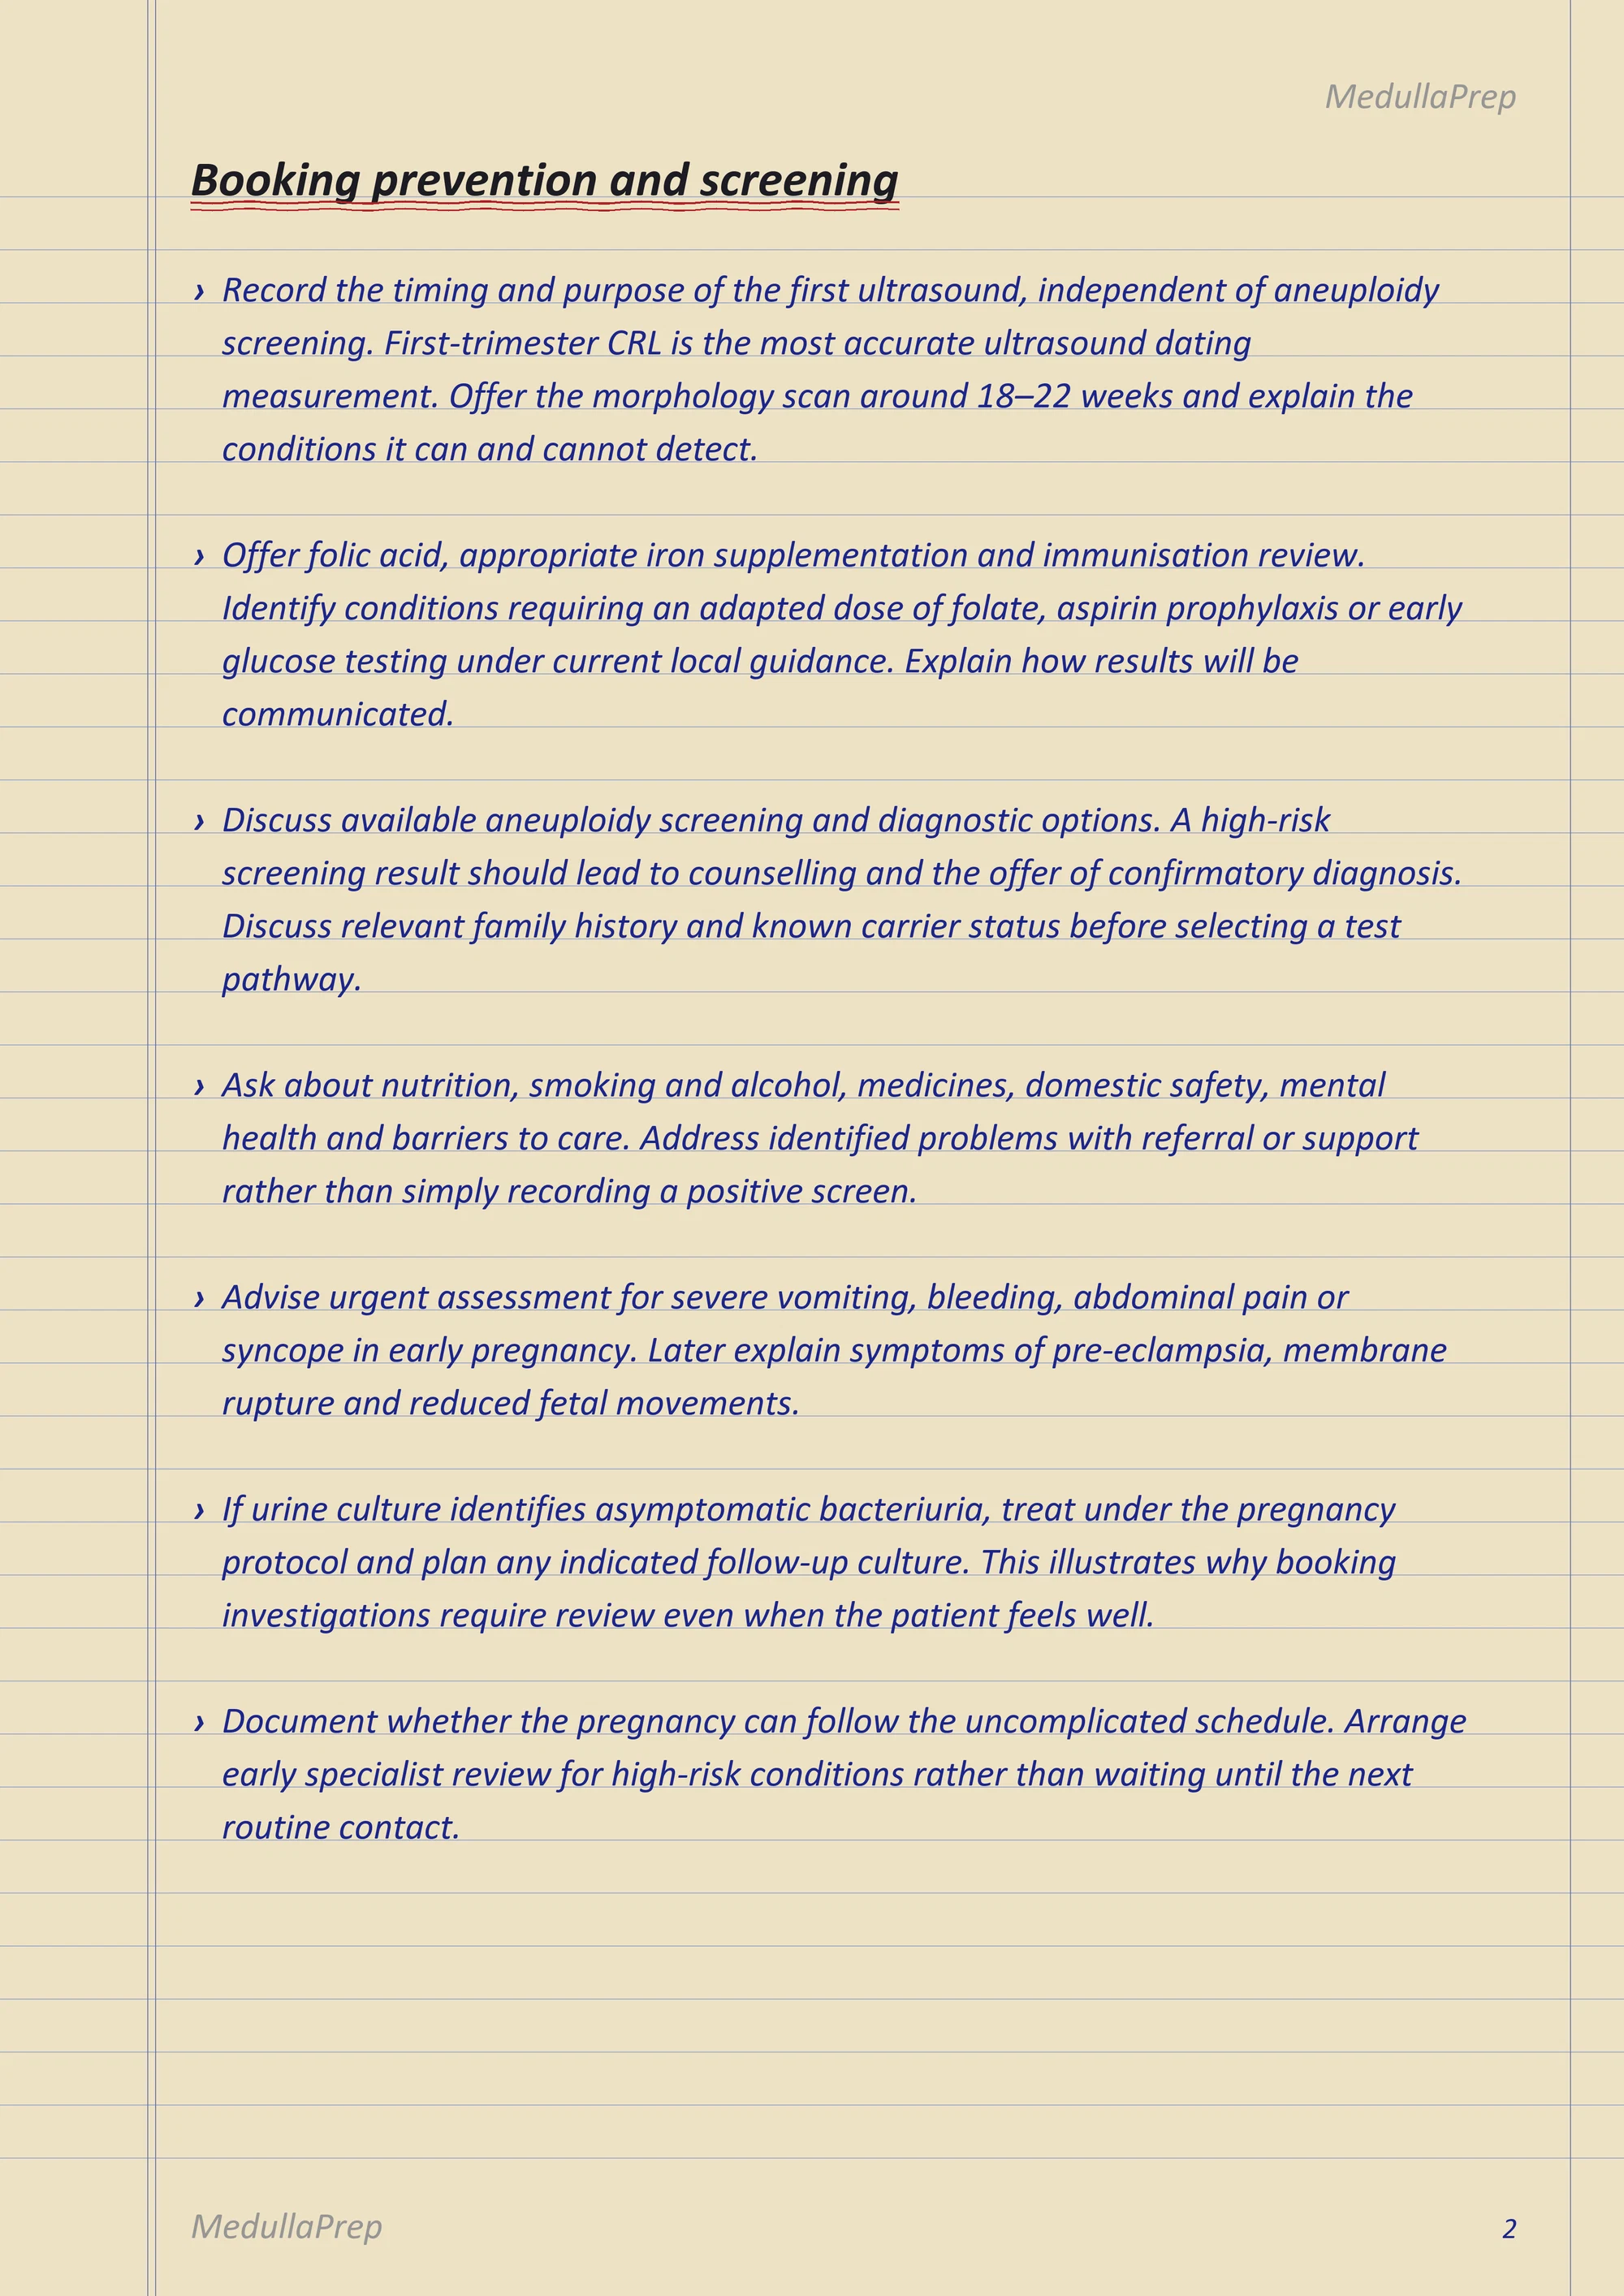 MedullaPrep
Booking prevention and screening
› Record the timing and purpose of the first ultrasound, independent of aneuploidy
screening. First-trimester CRL is the most accurate ultrasound dating
measurement. Offer the morphology scan around 18–22 weeks and explain the
conditions it can and cannot detect.
› Offer folic acid, appropriate iron supplementation and immunisation review.
Identify conditions requiring an adapted dose of folate, aspirin prophylaxis or early
glucose testing under current local guidance. Explain how results will be
communicated.
› Discuss available aneuploidy screening and diagnostic options. A high-risk
screening result should lead to counselling and the offer of confirmatory diagnosis.
Discuss relevant family history and known carrier status before selecting a test
pathway.
› Ask about nutrition, smoking and alcohol, medicines, domestic safety, mental
health and barriers to care. Address identified problems with referral or support
rather than simply recording a positive screen.
› Advise urgent assessment for severe vomiting, bleeding, abdominal pain or
syncope in early pregnancy. Later explain symptoms of pre-eclampsia, membrane
rupture and reduced fetal movements.
› If urine culture identifies asymptomatic bacteriuria, treat under the pregnancy
protocol and plan any indicated follow-up culture. This illustrates why booking
investigations require review even when the patient feels well.
› Document whether the pregnancy can follow the uncomplicated schedule. Arrange
early specialist review for high-risk conditions rather than waiting until the next
routine contact.
MedullaPrep
2